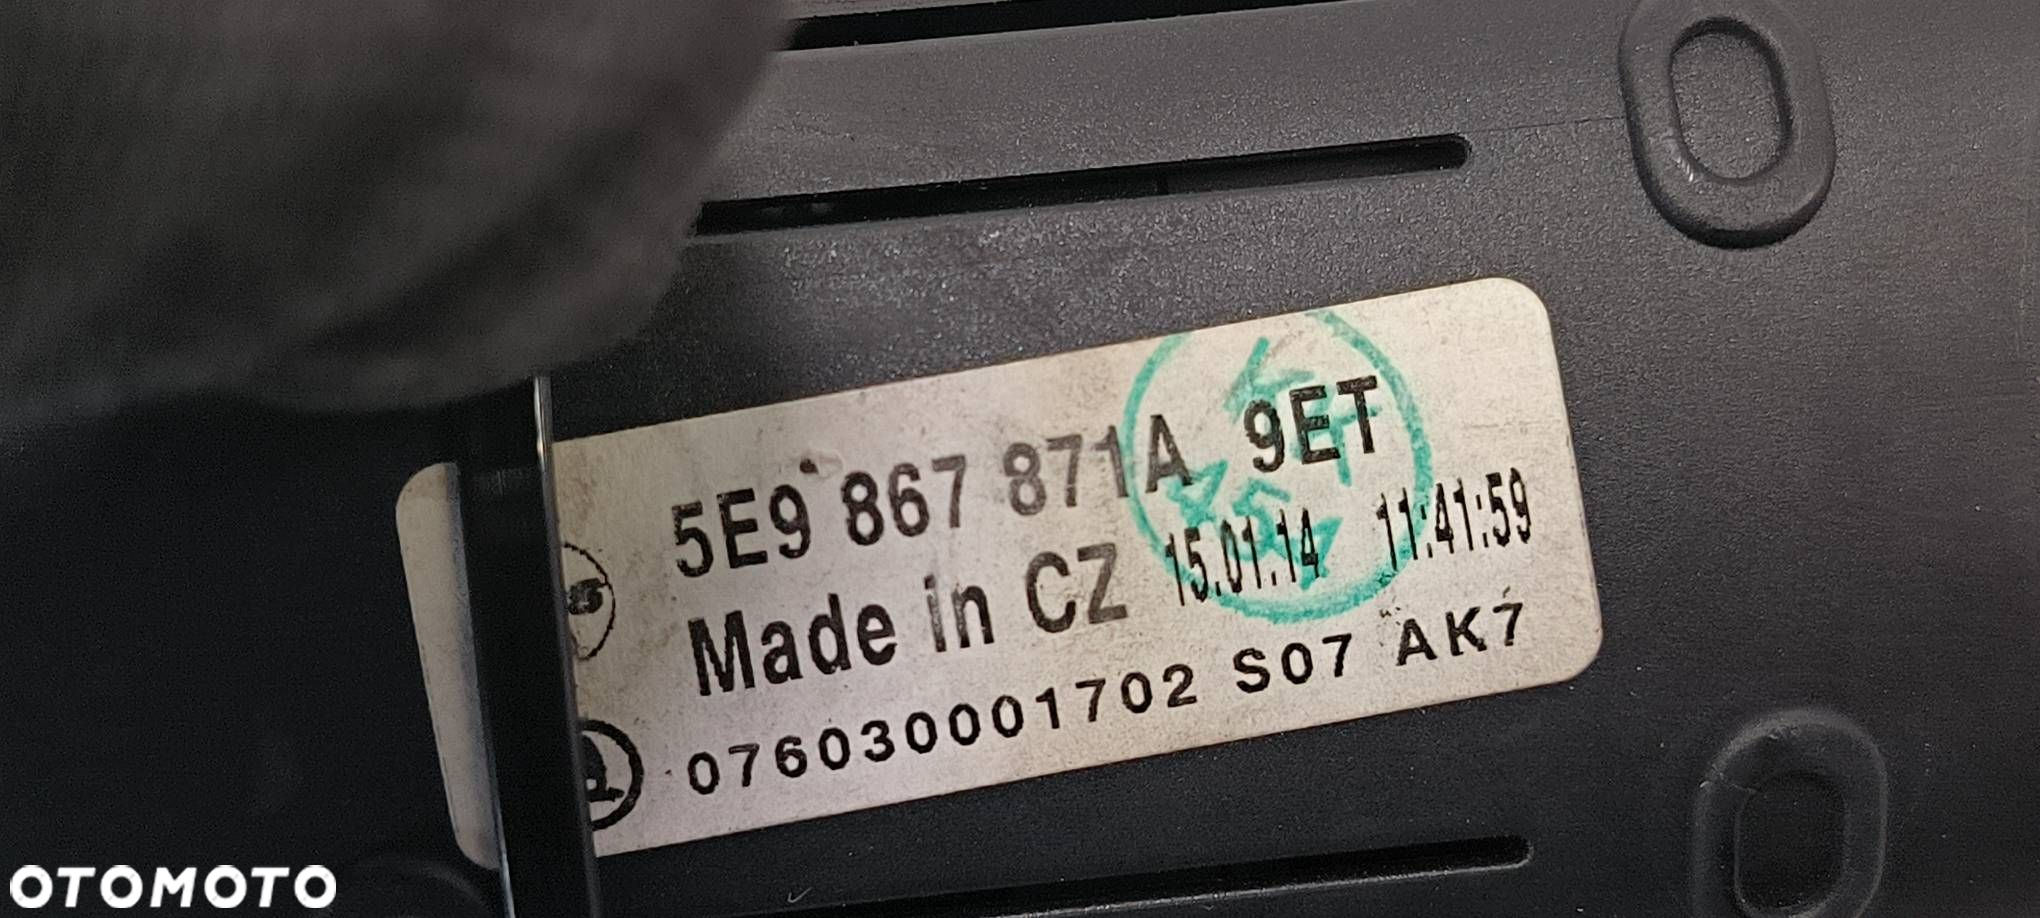 5E9 867 871A 9ET
Made in CZ 15.01.14 11:41:59
076030001702 S07 AK7
OTOMOTO